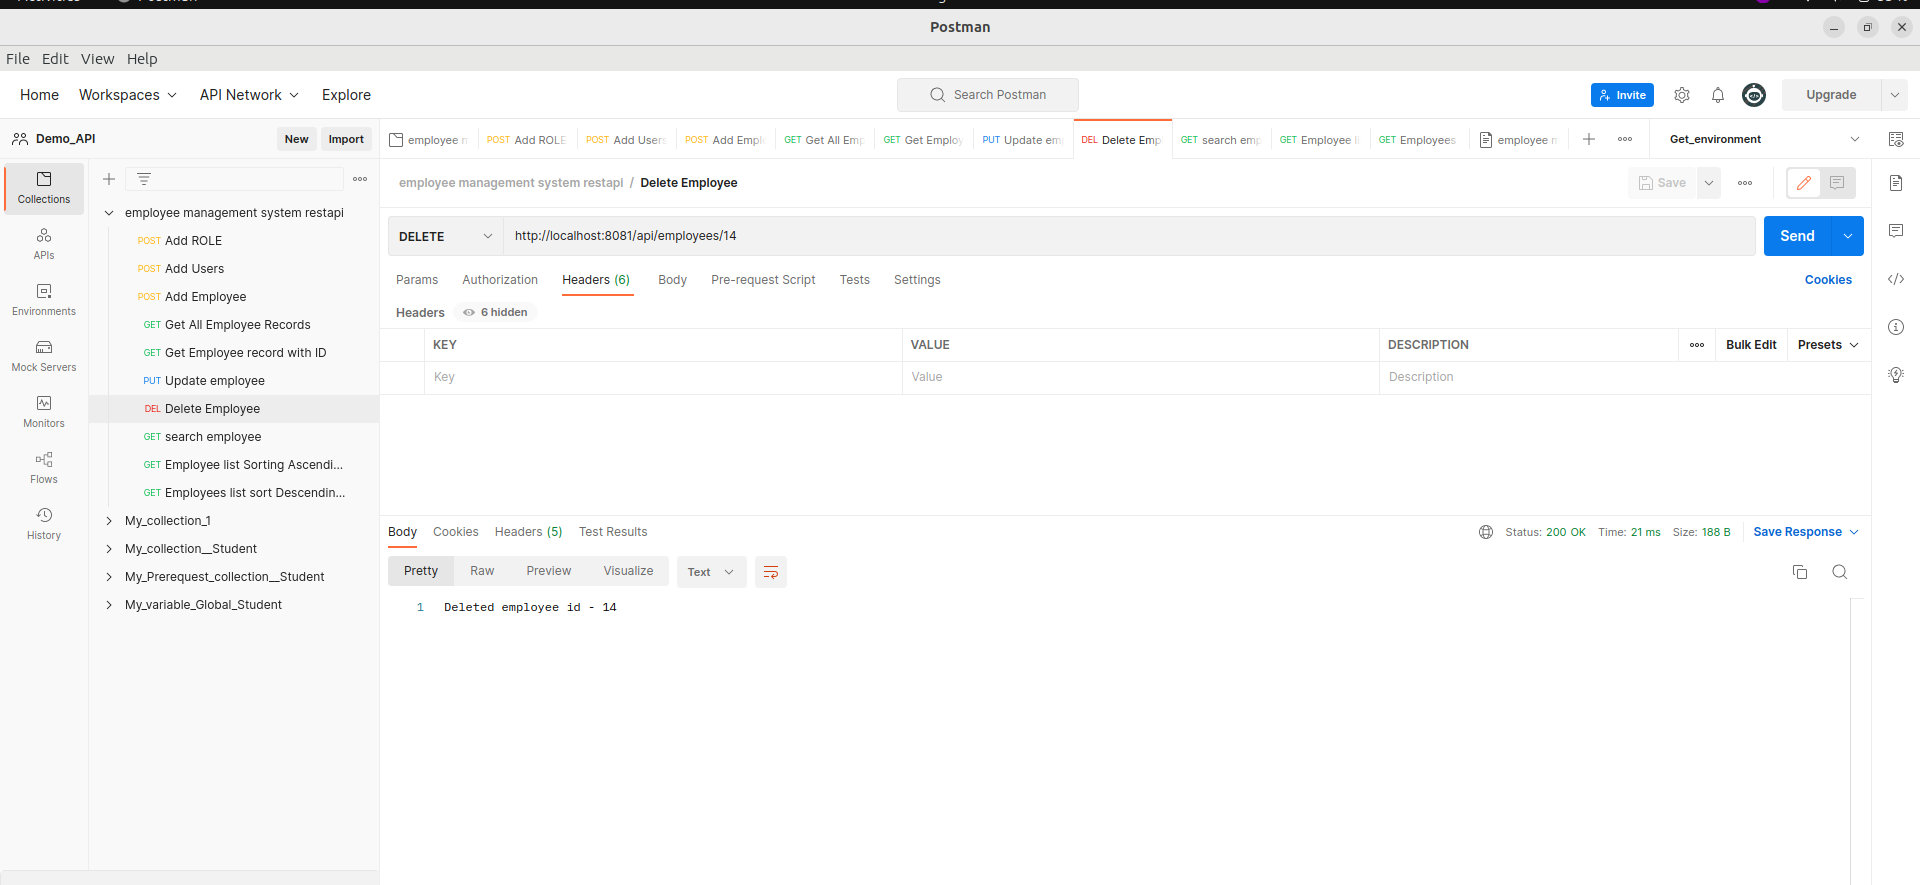 Postman
File Edit View Help
Home Workspaces API Network Explore
Search Postman
Invite
Upgrade
Demo_API
New Import
employee POST Add ROLE POST Add Users POST Add Empl GET Get All Emp GET Get Employ PUT Update em DEL Delete Emp GET search emp GET Employee GET Employees employee
Get_environment
Collections
APIs
Environments
Mock Servers
Monitors
Flows
History
employee management system restapi
POST Add ROLE
POST Add Users
POST Add Employee
GET Get All Employee Records
GET Get Employee record with ID
PUT Update employee
DEL Delete Employee
GET search employee
GET Employee list Sorting Ascendi...
GET Employees list sort Descendin...
My_collection_1
My_collection__Student
My_Prerequest_collection__Student
My_variable_Global_Student
employee management system restapi / Delete Employee
Save
DELETE http://localhost:8081/api/employees/14 Send
Params Authorization Headers (6) Body Pre-request Script Tests Settings Cookies
Headers 6 hidden
KEY VALUE DESCRIPTION Bulk Edit Presets
Key Value Description
Body Cookies Headers (5) Test Results Status: 200 OK Time: 21 ms Size: 188 B Save Response
Pretty Raw Preview Visualize Text
1 Deleted employee id - 14